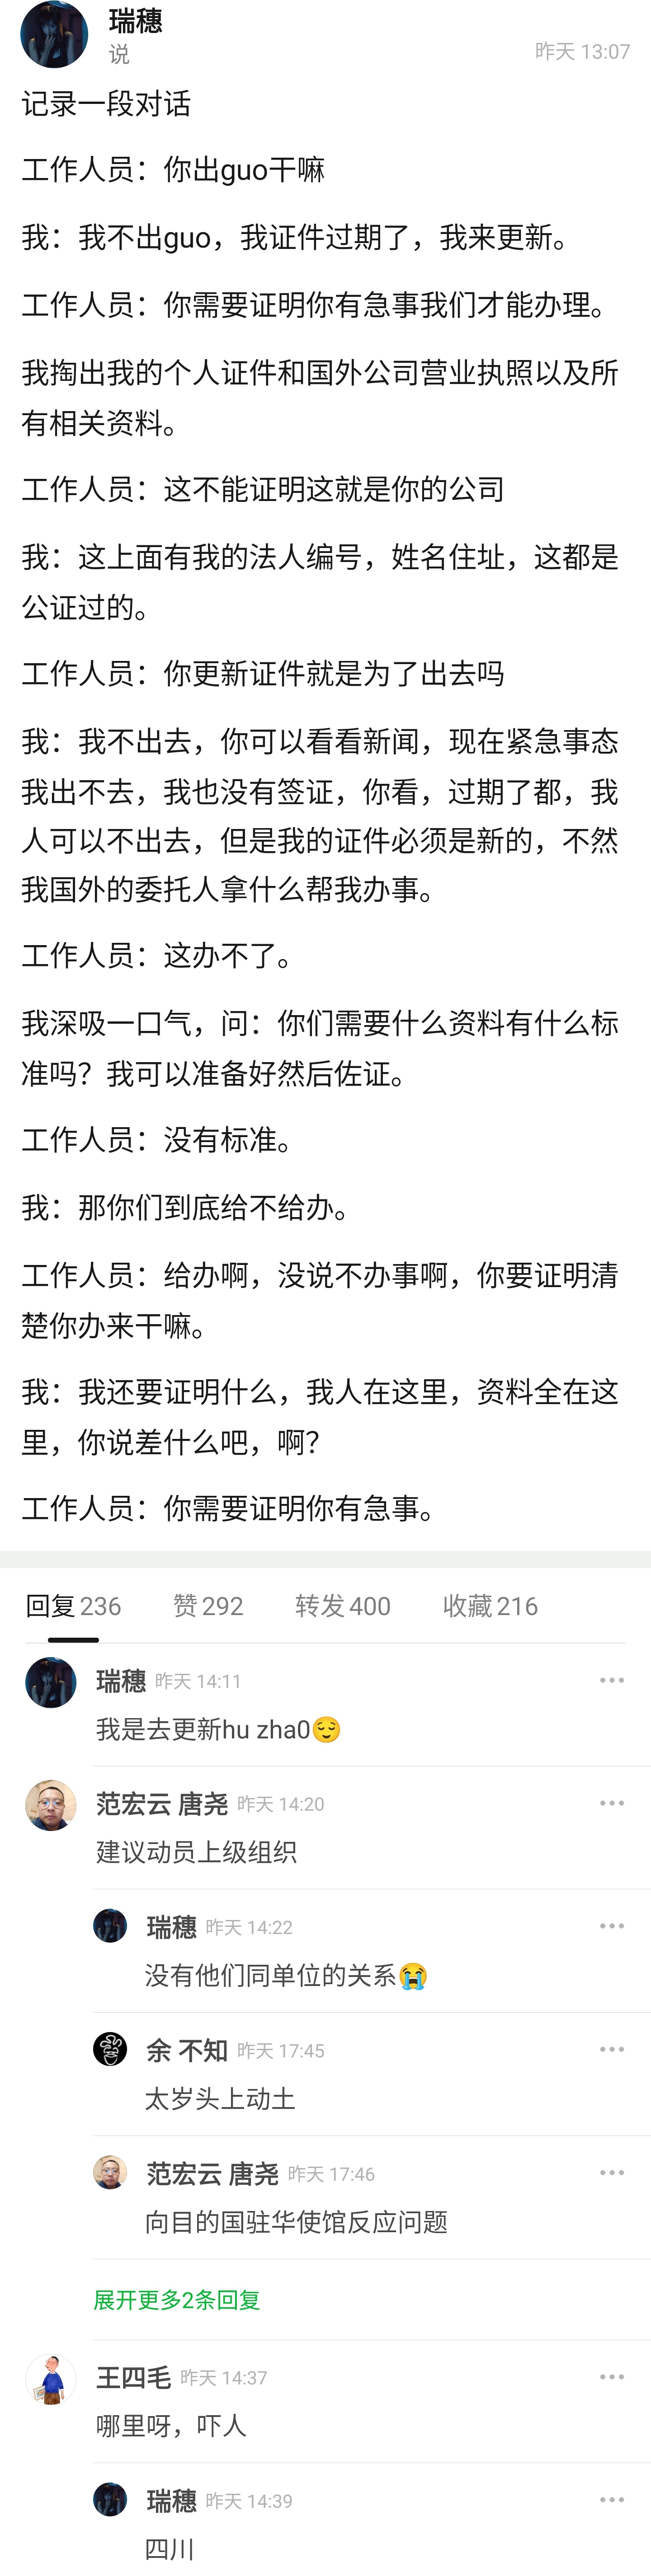 瑞穗
说
昨天 13:07
记录一段对话
工作人员：你出guo干嘛
我：我不出guo，我证件过期了，我来更新。
工作人员：你需要证明你有急事我们才能办理。
我掏出我的个人证件和国外公司营业执照以及所
有相关资料。
工作人员：这不能证明这就是你的公司
我：这上面有我的法人编号，姓名住址，这都是
公证过的。
工作人员：你更新证件就是为了出去吗
我：我不出去，你可以看看新闻，现在紧急事态
我出不去，我也没有签证，你看，过期了都，我
人可以不出去，但是我的证件必须是新的，不然
我国外的委托人拿什么帮我办事。
工作人员：这办不了。
我深吸一口气，问：你们需要什么资料有什么标
准吗？我可以准备好然后佐证。
工作人员：没有标准。
我：那你们到底给不给办。
工作人员：给办啊，没说不办事啊，你要证明清
楚你办来干嘛。
我：我还要证明什么，我人在这里，资料全在这
里，你说差什么吧，啊？
工作人员：你需要证明你有急事。
回复 236 赞 292 转发 400 收藏 216
瑞穗 昨天 14:11
我是去更新hu zha0😌
范宏云 唐尧 昨天 14:20
建议动员上级组织
瑞穗 昨天 14:22
没有他们同单位的关系😭
余 不知 昨天 17:45
太岁头上动土
范宏云 唐尧 昨天 17:46
向目的国驻华使馆反应问题
展开更多2条回复
王四毛 昨天 14:37
哪里呀，吓人
瑞穗 昨天 14:39
四川